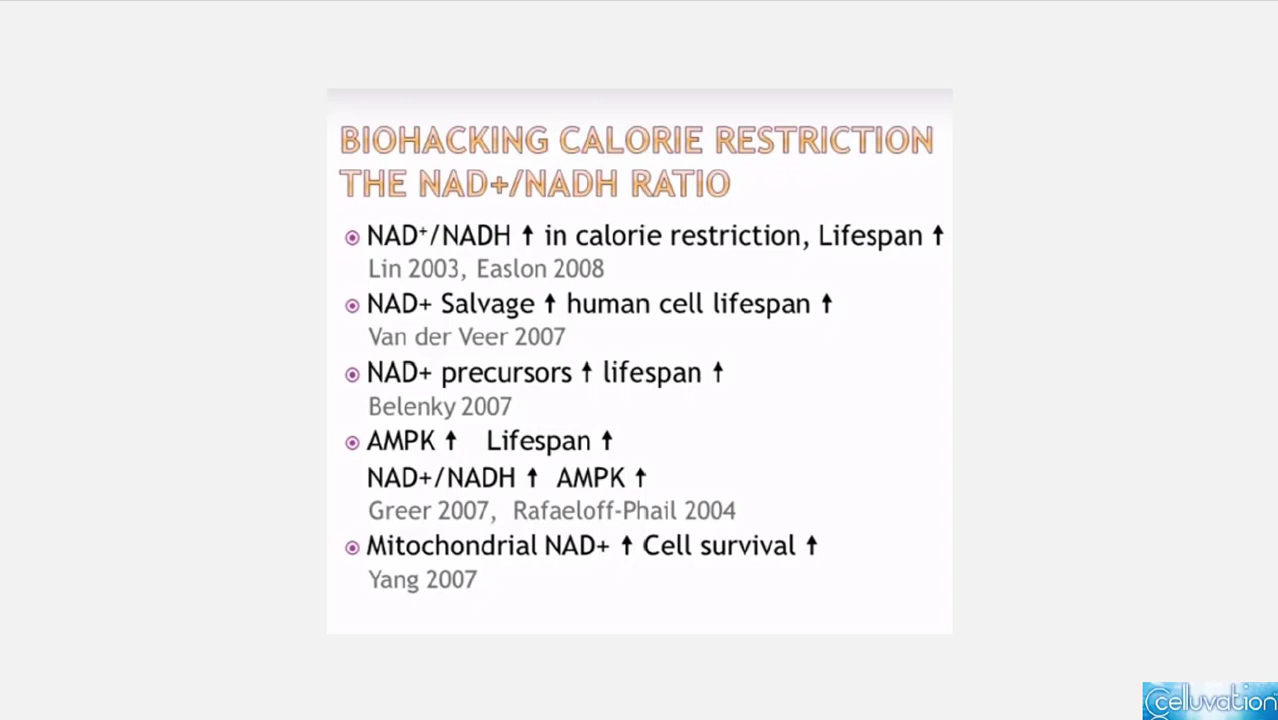 BIOHACKING CALORIE RESTRICTION
THE NAD+/NADH RATIO
NAD⁺/NADH ⬆ in calorie restriction, Lifespan ⬆
Lin 2003, Easlon 2008
NAD+ Salvage ⬆ human cell lifespan ⬆
Van der Veer 2007
NAD+ precursors ⬆ lifespan ⬆
Belenky 2007
AMPK ⬆ Lifespan ⬆
NAD+/NADH ⬆ AMPK ⬆
Greer 2007, Rafaeloff-Phail 2004
Mitochondrial NAD+ ⬆ Cell survival ⬆
Yang 2007
Celluvation